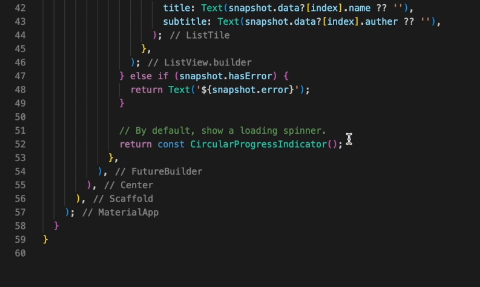 42 title: Text(snapshot.data?[index].name ?? ''),
43 subtitle: Text(snapshot.data?[index].auther ?? ''),
44 ); // ListTile
45 },
46 ); // ListView.builder
47 } else if (snapshot.hasError) {
48 return Text('${snapshot.error}');
49 }
50
51 // By default, show a loading spinner.
52 return const CircularProgressIndicator();
53 },
54 ), // FutureBuilder
55 ), // Center
56 ), // Scaffold
57 ); // MaterialApp
58 }
59 }
60